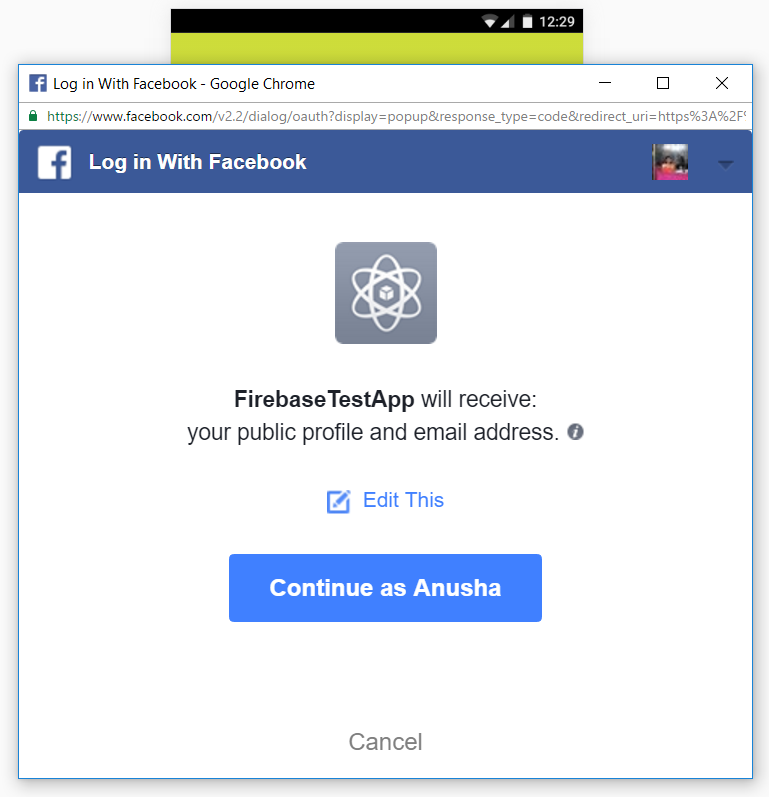 12:29
Log in With Facebook - Google Chrome
https://www.facebook.com/v2.2/dialog/oauth?display=popup&response_type=code&redirect_uri=https%3A%2F%
Log in With Facebook
FirebaseTestApp will receive:
your public profile and email address.
Edit This
Continue as Anusha
Cancel